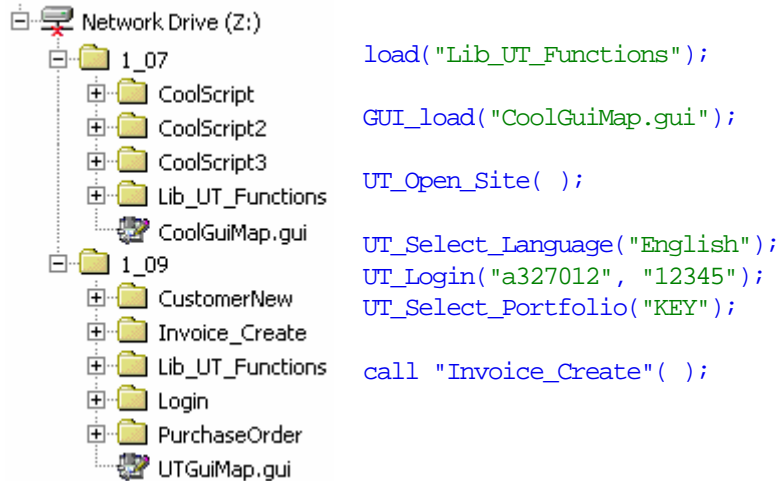 Network Drive (Z:)
1_07
CoolScript
CoolScript2
CoolScript3
Lib_UT_Functions
CoolGuiMap.gui
1_09
CustomerNew
Invoice_Create
Lib_UT_Functions
Login
PurchaseOrder
UTGuiMap.gui
load("Lib_UT_Functions");
GUI_load("CoolGuiMap.gui");
UT_Open_Site( );
UT_Select_Language("English");
UT_Login("a327012", "12345");
UT_Select_Portfolio("KEY");
call "Invoice_Create"( );